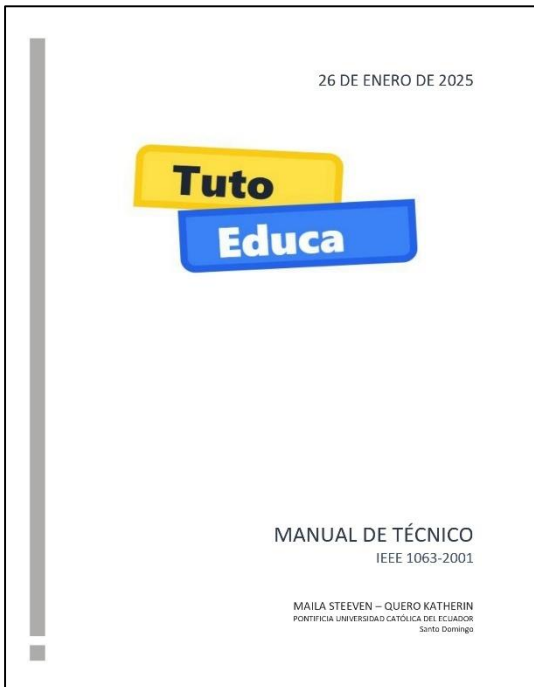 26 DE ENERO DE 2025
Tuto
Educa
MANUAL DE TÉCNICO
IEEE 1063-2001
MAILA STEEVEN – QUERO KATHERIN
PONTIFICIA UNIVERSIDAD CATÓLICA DEL ECUADOR
Santo Domingo